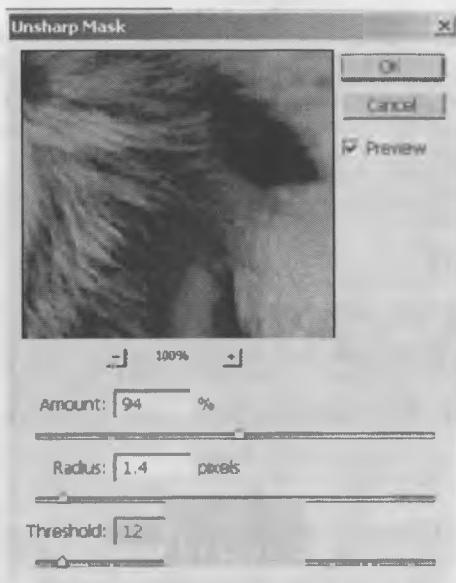 Unsharp Mask
OK
Cancel
Preview
100%
Amount: 94 %
Radius: 1.4 pixels
Threshold: 12